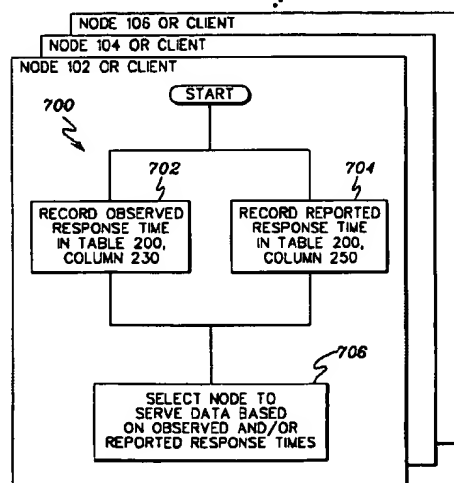 NODE 106 OR CLIENT
NODE 104 OR CLIENT
NODE 102 OR CLIENT
START
700
702
704
RECORD OBSERVED
RESPONSE TIME
IN TABLE 200,
COLUMN 230
RECORD REPORTED
RESPONSE TIME
IN TABLE 200,
COLUMN 250
706
SELECT NODE TO
SERVE DATA BASED
ON OBSERVED AND/OR
REPORTED RESPONSE TIMES